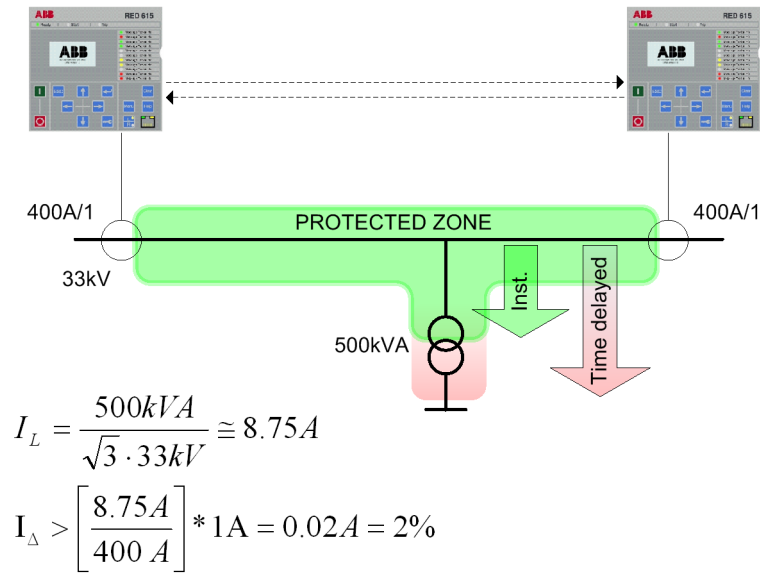 ABB RED 615
ABB RED 615
ABB
ABB
400A/1
400A/1
PROTECTED ZONE
33kV
Inst.
Time delayed
500kVA
I_L = 500kVA / √3 · 33kV ≅ 8.75A
I_Δ > [8.75A / 400 A] * 1A = 0.02A = 2%